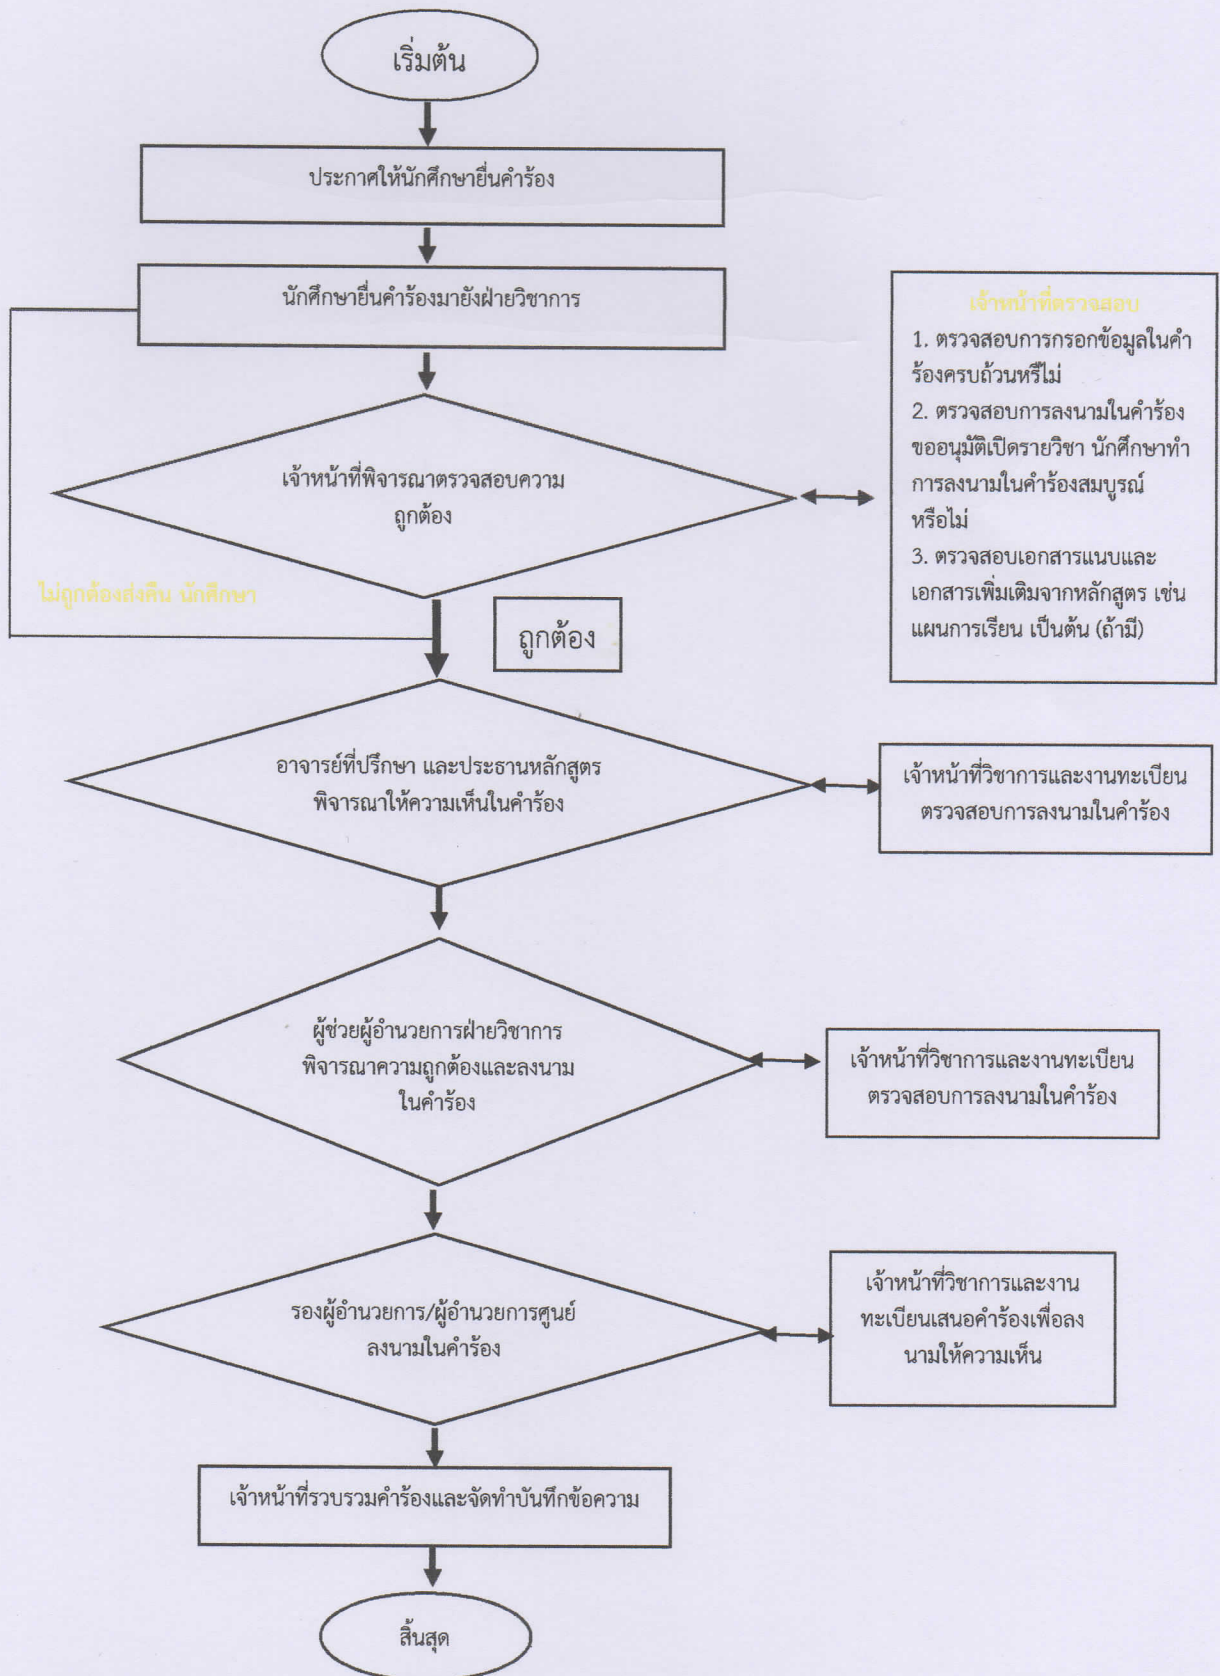 เริ่มต้น
ประกาศให้นักศึกษายื่นคำร้อง
นักศึกษายื่นคำร้องมายังฝ่ายวิชาการ
เจ้าหน้าที่ตรวจสอบ
1. ตรวจสอบการกรอกข้อมูลในคำ
ร้องครบถ้วนหรืไม่
2. ตรวจสอบการลงนามในคำร้อง
ขออนุมัติเปิดรายวิชา นักศึกษาทำ
การลงนามในคำร้องสมบูรณ์
หรือไม่
3. ตรวจสอบเอกสารแนบและ
เอกสารเพิ่มเติมจากหลักสูตร เช่น
แผนการเรียน เป็นต้น (ถ้ามี)
เจ้าหน้าที่พิจารณาตรวจสอบความ
ถูกต้อง
ไม่ถูกต้องส่งคืน นักศึกษา
ถูกต้อง
อาจารย์ที่ปรึกษา และประธานหลักสูตร
พิจารณาให้ความเห็นในคำร้อง
เจ้าหน้าที่วิชาการและงานทะเบียน
ตรวจสอบการลงนามในคำร้อง
ผู้ช่วยผู้อำนวยการฝ่ายวิชาการ
พิจารณาความถูกต้องและลงนาม
ในคำร้อง
เจ้าหน้าที่วิชาการและงานทะเบียน
ตรวจสอบการลงนามในคำร้อง
รองผู้อำนวยการ/ผู้อำนวยการศูนย์
ลงนามในคำร้อง
เจ้าหน้าที่วิชาการและงาน
ทะเบียนเสนอคำร้องเพื่อลง
นามให้ความเห็น
เจ้าหน้าที่รวบรวมคำร้องและจัดทำบันทึกข้อความ
สิ้นสุด